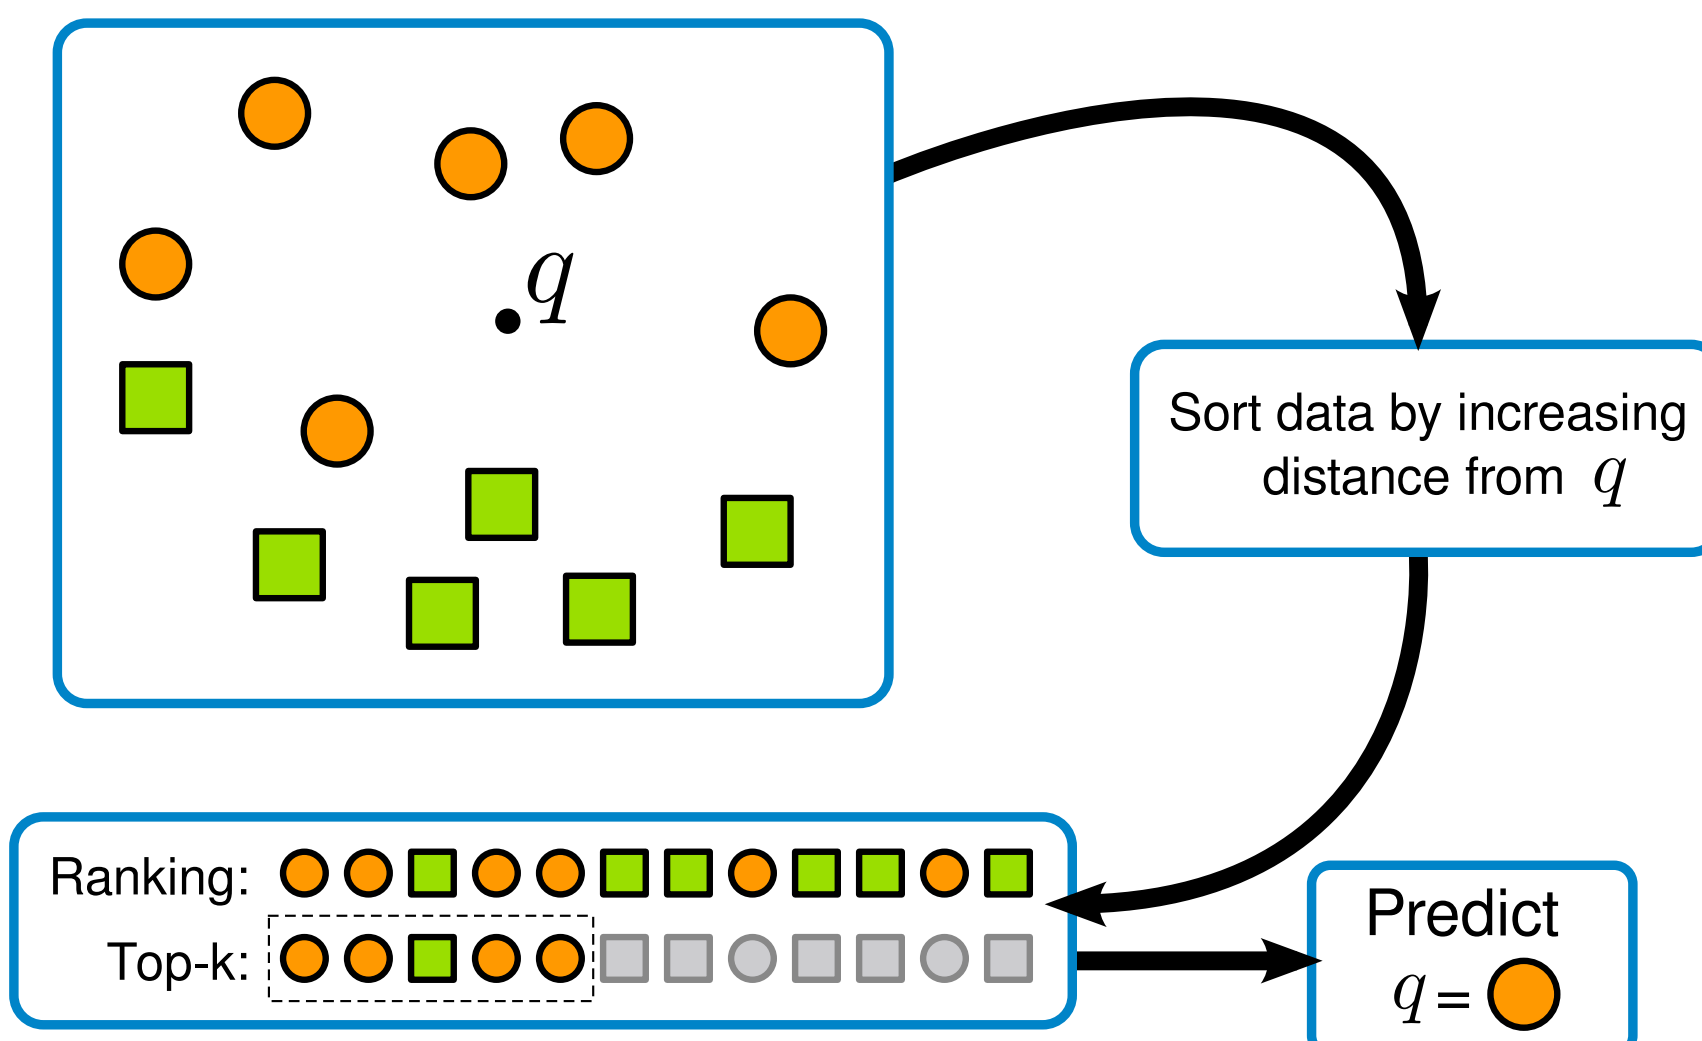 q
Sort data by increasing
distance from q
Ranking:
Top-k:
Predict
q =